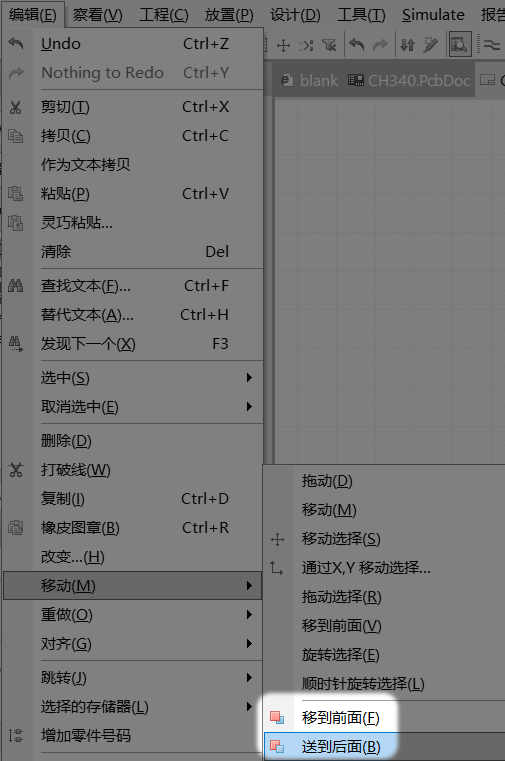 编辑(E) 察看(V) 工程(C) 放置(P) 设计(D) 工具(T) Simulate 报告
Undo Ctrl+Z
Nothing to Redo Ctrl+Y
blank CH340.PcbDoc
剪切(T) Ctrl+X
拷贝(C) Ctrl+C
作为文本拷贝
粘贴(P) Ctrl+V
灵巧粘贴...
清除 Del
查找文本(F)... Ctrl+F
替代文本(A)... Ctrl+H
发现下一个(X) F3
选中(S)
取消选中(E)
删除(D)
打破线(W)
复制(I) Ctrl+D
橡皮图章(B) Ctrl+R
改变...(H)
移动(M)
重做(O)
对齐(G)
跳转(J)
选择的存储器(L)
增加零件号码
拖动(D)
移动(M)
移动选择(S)
通过X,Y 移动选择...
拖动选择(R)
移到前面(V)
旋转选择(E)
顺时针旋转选择(L)
移到前面(F)
送到后面(B)